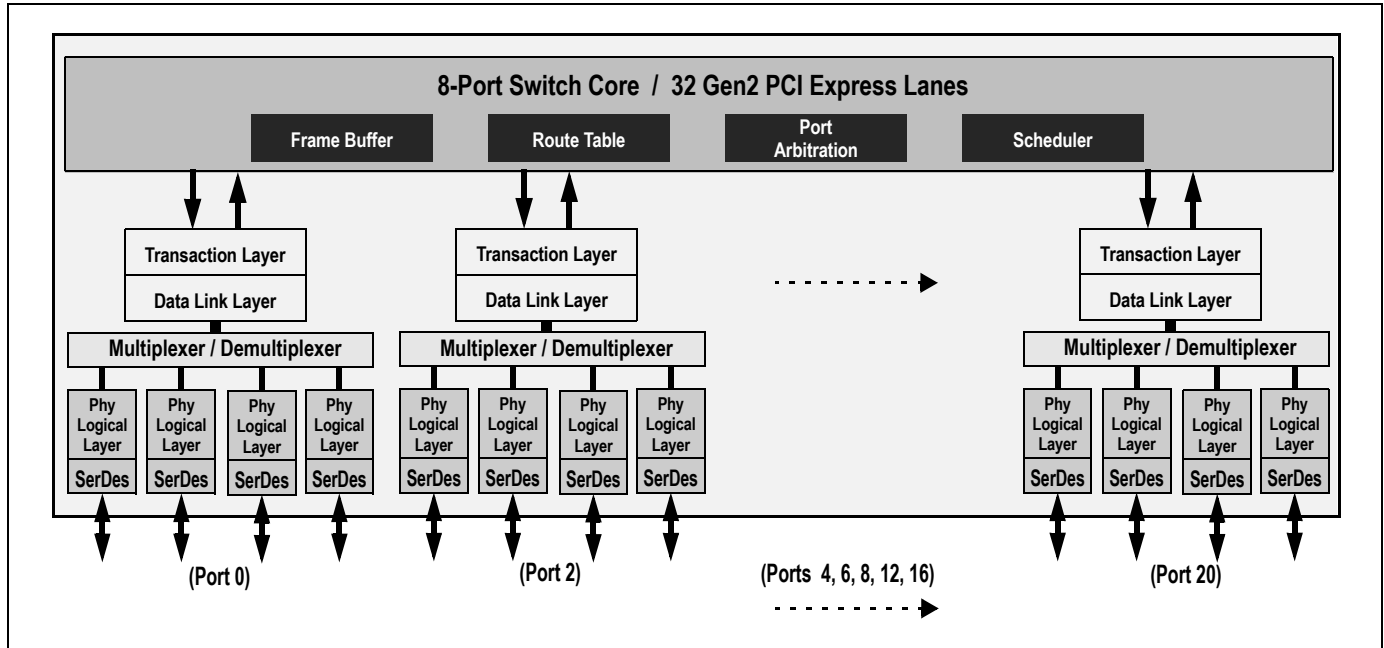 8-Port Switch Core / 32 Gen2 PCI Express Lanes
Frame Buffer
Route Table
Port
Arbitration
Scheduler
Transaction Layer
Data Link Layer
Multiplexer / Demultiplexer
Phy
Logical
Layer
SerDes
Phy
Logical
Layer
SerDes
Phy
Logical
Layer
SerDes
Phy
Logical
Layer
SerDes
(Port 0)
Transaction Layer
Data Link Layer
Multiplexer / Demultiplexer
Phy
Logical
Layer
SerDes
Phy
Logical
Layer
SerDes
Phy
Logical
Layer
SerDes
Phy
Logical
Layer
SerDes
(Port 2)
(Ports 4, 6, 8, 12, 16)
Transaction Layer
Data Link Layer
Multiplexer / Demultiplexer
Phy
Logical
Layer
SerDes
Phy
Logical
Layer
SerDes
Phy
Logical
Layer
SerDes
Phy
Logical
Layer
SerDes
(Port 20)